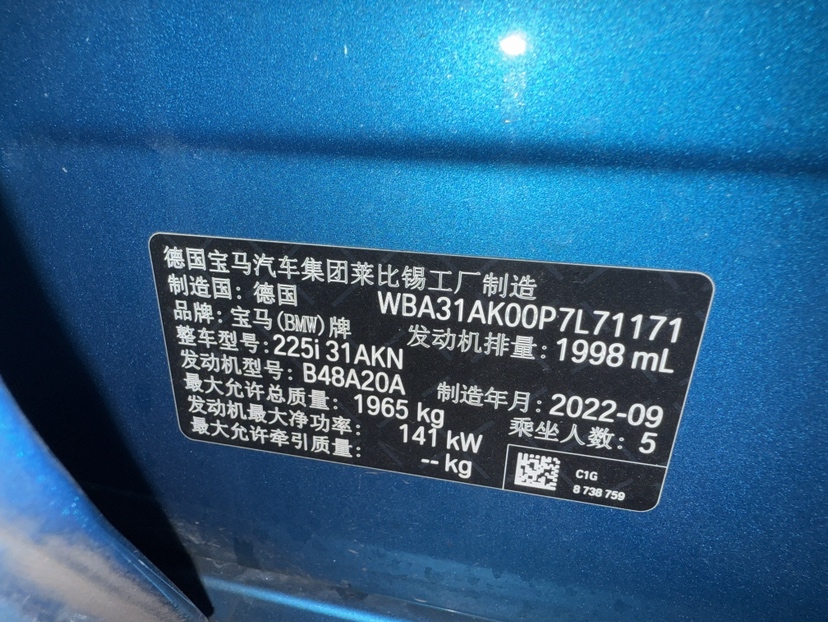 德国宝马汽车集团莱比锡工厂制造
制造国: 德国
WBA31AK00P7L71171
品牌: 宝马(BMW)牌
发动机排量: 1998 mL
整车型号: 225i 31AKN
发动机型号: B48A20A
制造年月: 2022-09
最大允许总质量: 1965 kg
乘坐人数: 5
发动机最大净功率: 141 kW
最大允许牵引质量: -- kg
C1G
8 738 759